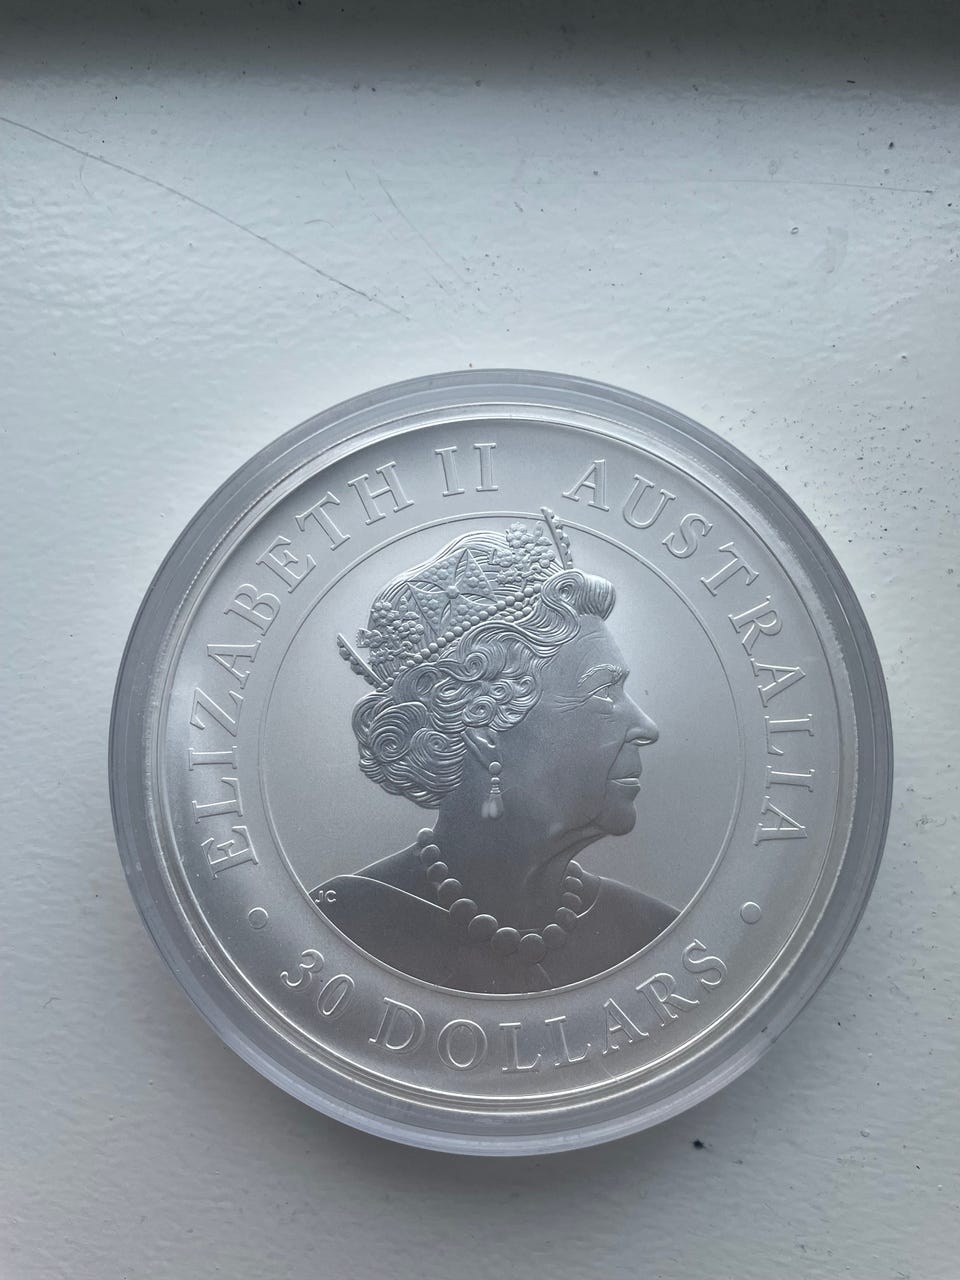 ELIZABETH II AUSTRALIA
JC
• 30 DOLLARS •